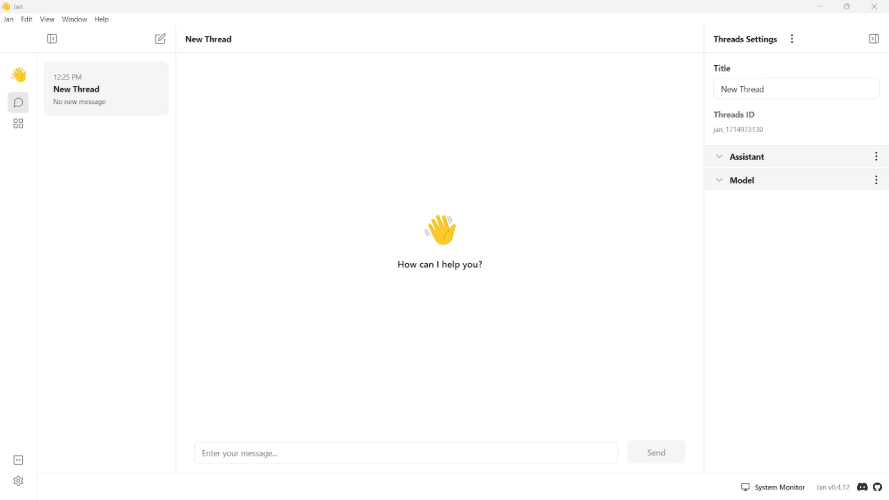 Jan
Jan Edit View Window Help
New Thread
Threads Settings
12:25 PM
New Thread
No new message
Title
New Thread
Threads ID
jan_1714973130
Assistant
Model
How can I help you?
Enter your message...
Send
System Monitor
Jan v0.4.12